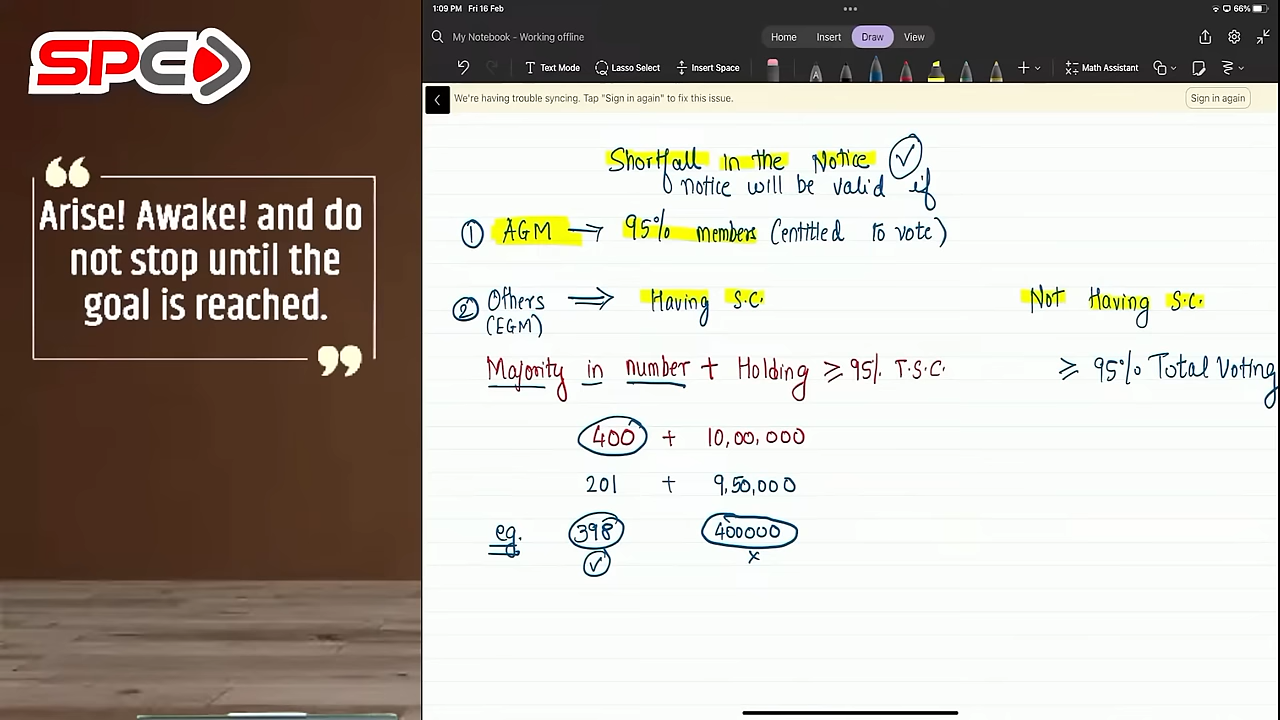 1:09 PM Fri 16 Feb
66%
My Notebook - Working offline
Home Insert Draw View
Text Mode Lasso Select Insert Space Math Assistant
We're having trouble syncing. Tap "Sign in again" to fix this issue.
Sign in again
SPC
“
Arise! Awake! and do
not stop until the
goal is reached.
”
Shortfall in the Notice ✓
notice will be valid if
① AGM → 95% members (entitled to vote)
② Others ⇒ Having S.C. Not Having S.C.
(EGM)
Majority in number + Holding ≥ 95% T.S.C. ≥ 95% Total Voting
400 + 10,00,000
201 + 9,50,000
eg. 398 400000
✓ x